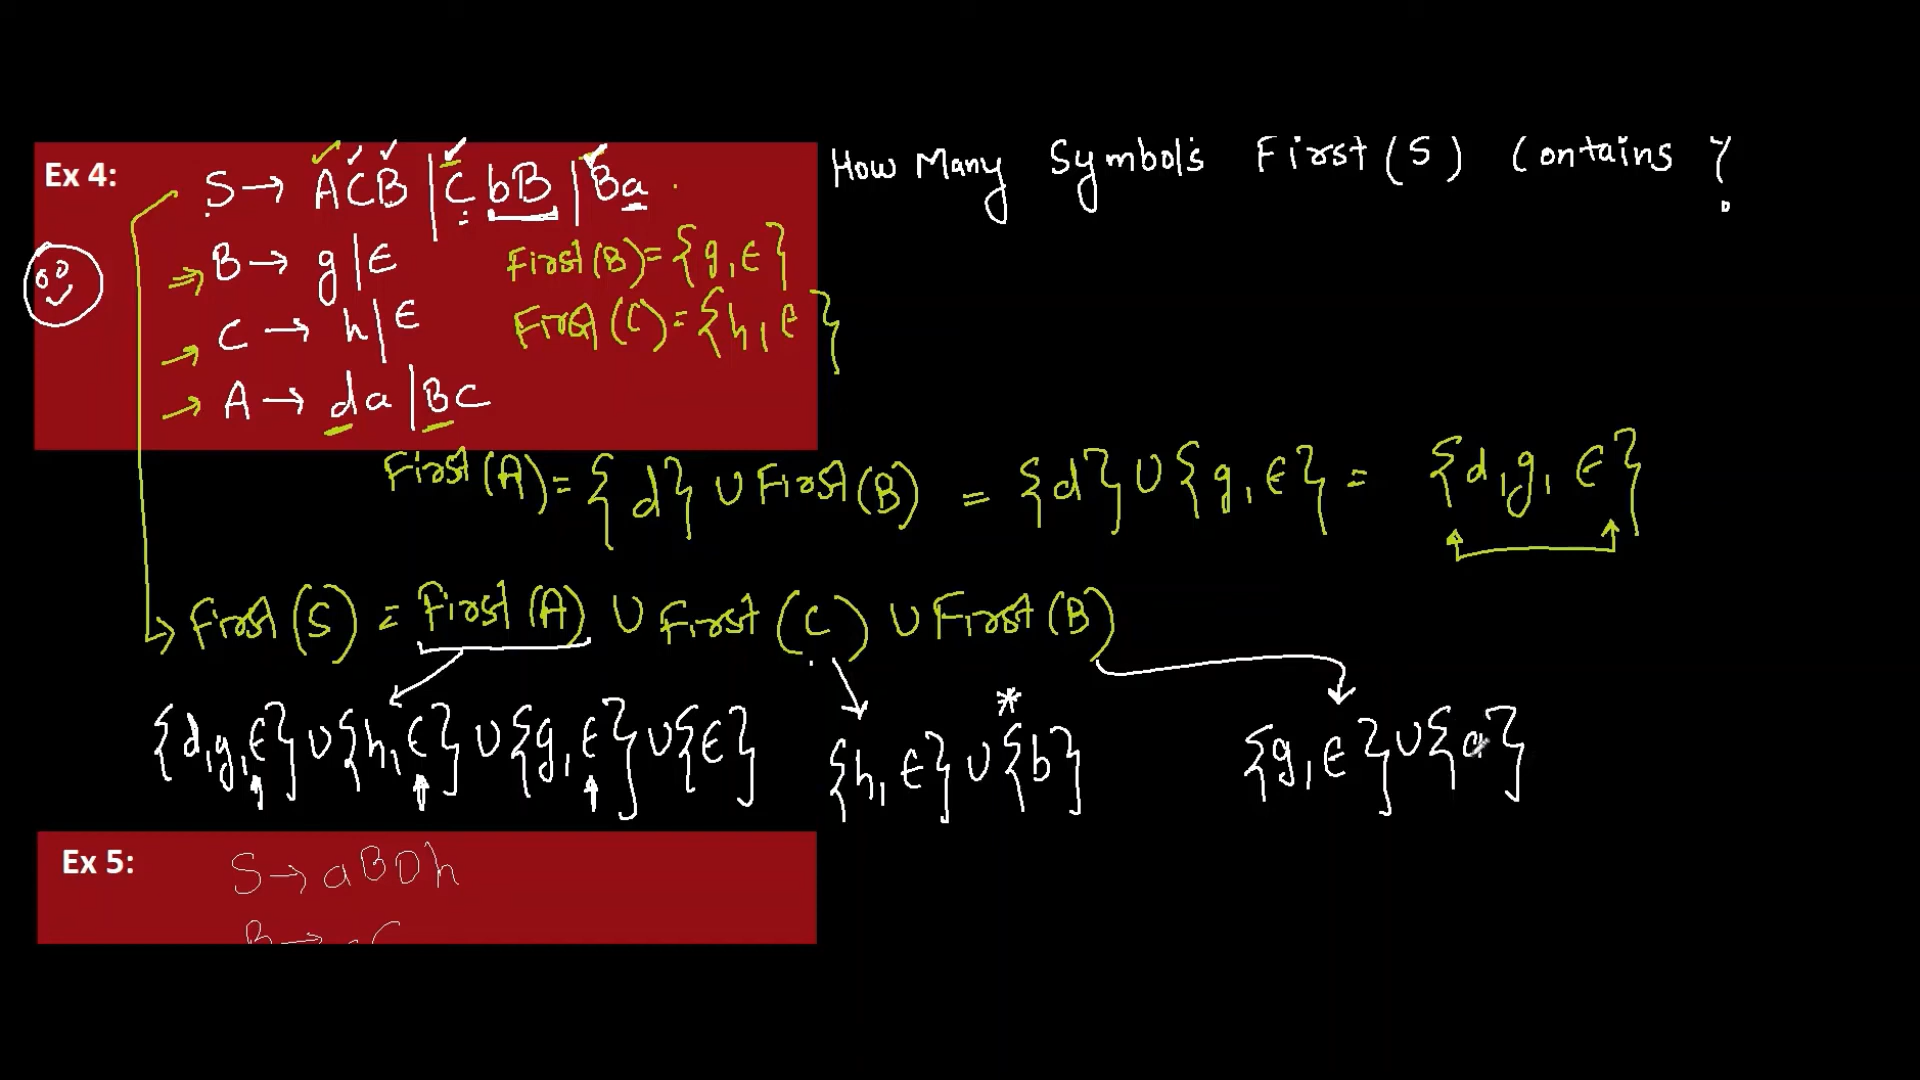 Ex 4:
S → ACB | CbB | Ba
How Many Symbols First(S) Contains ?
B → g | ϵ
First(B) = {g, ϵ}
C → h | ϵ
First(C) = {h, ϵ}
A → da | BC
First(A) = {d} ∪ First(B) = {d} ∪ {g, ϵ} = {d, g, ϵ}
First(S) = First(A) ∪ First(C) ∪ First(B)
{d, g, ϵ} ∪ {h, ϵ} ∪ {g, ϵ} ∪ {ϵ} {h, ϵ} ∪ {b} {g, ϵ} ∪ {a}
*
Ex 5:
S → aBDh